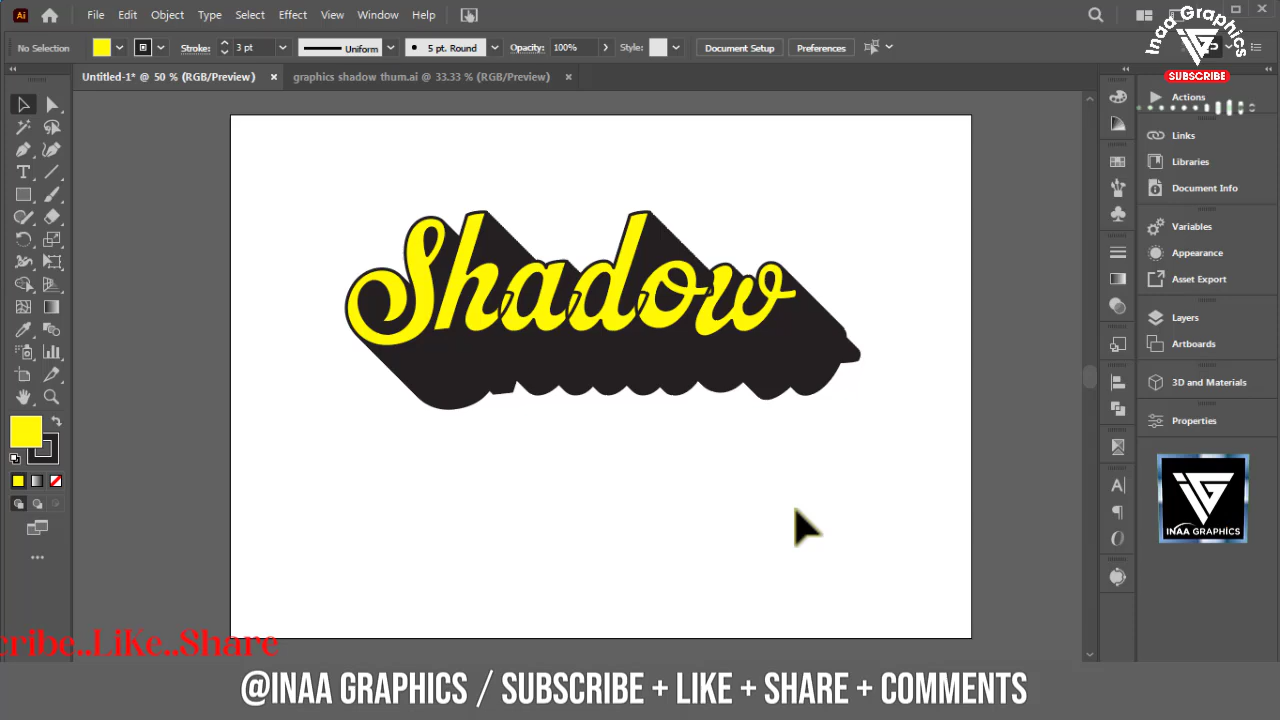 Ai File Edit Object Type Select Effect View Window Help
Inaa Graphics
SUBSCRIBE
No Selection Stroke: 3 pt Uniform 5 pt. Round Opacity: 100% Style: Document Setup Preferences
Untitled-1* @ 50 % (RGB/Preview) × graphics shadow thum.ai @ 33.33 % (RGB/Preview) ×
Actions
Links
Libraries
Document Info
Variables
Appearance
Asset Export
Layers
Artboards
3D and Materials
Properties
Shadow
iG
INAA GRAPHICS
cribe..Like..Share
@INAA GRAPHICS / SUBSCRIBE + LIKE + SHARE + COMMENTS